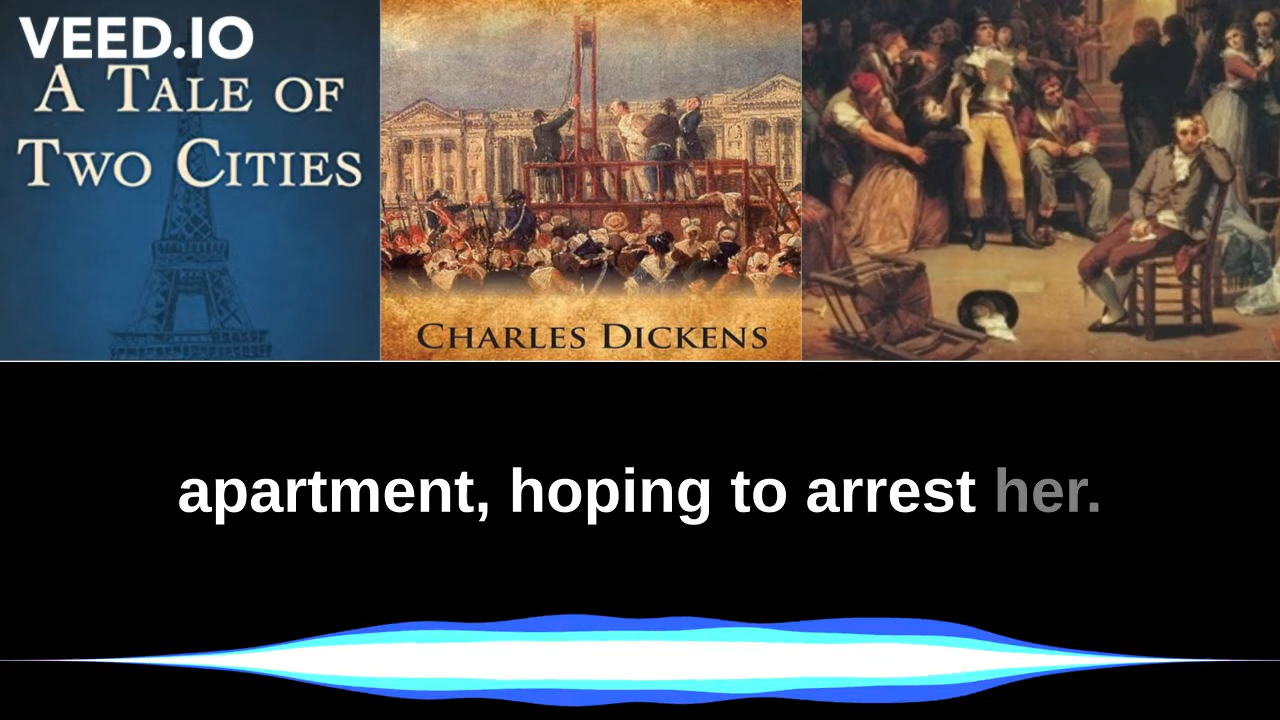 VEED.IO
A TALE OF
TWO CITIES
CHARLES DICKENS
apartment, hoping to arrest her.